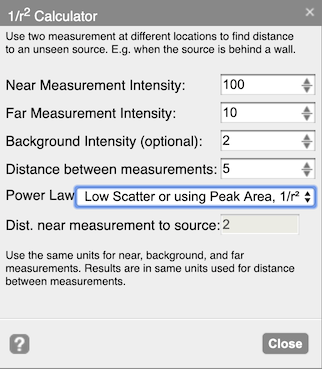 1/r² Calculator
Use two measurement at different locations to find distance
to an unseen source. E.g. when the source is behind a wall.
Near Measurement Intensity: 100
Far Measurement Intensity: 10
Background Intensity (optional): 2
Distance between measurements: 5
Power Law Low Scatter or using Peak Area, 1/r²
Dist. near measurement to source: 2
Use the same units for near, background, and far
measurements. Results are in same units used for distance
between measurements.
? Close